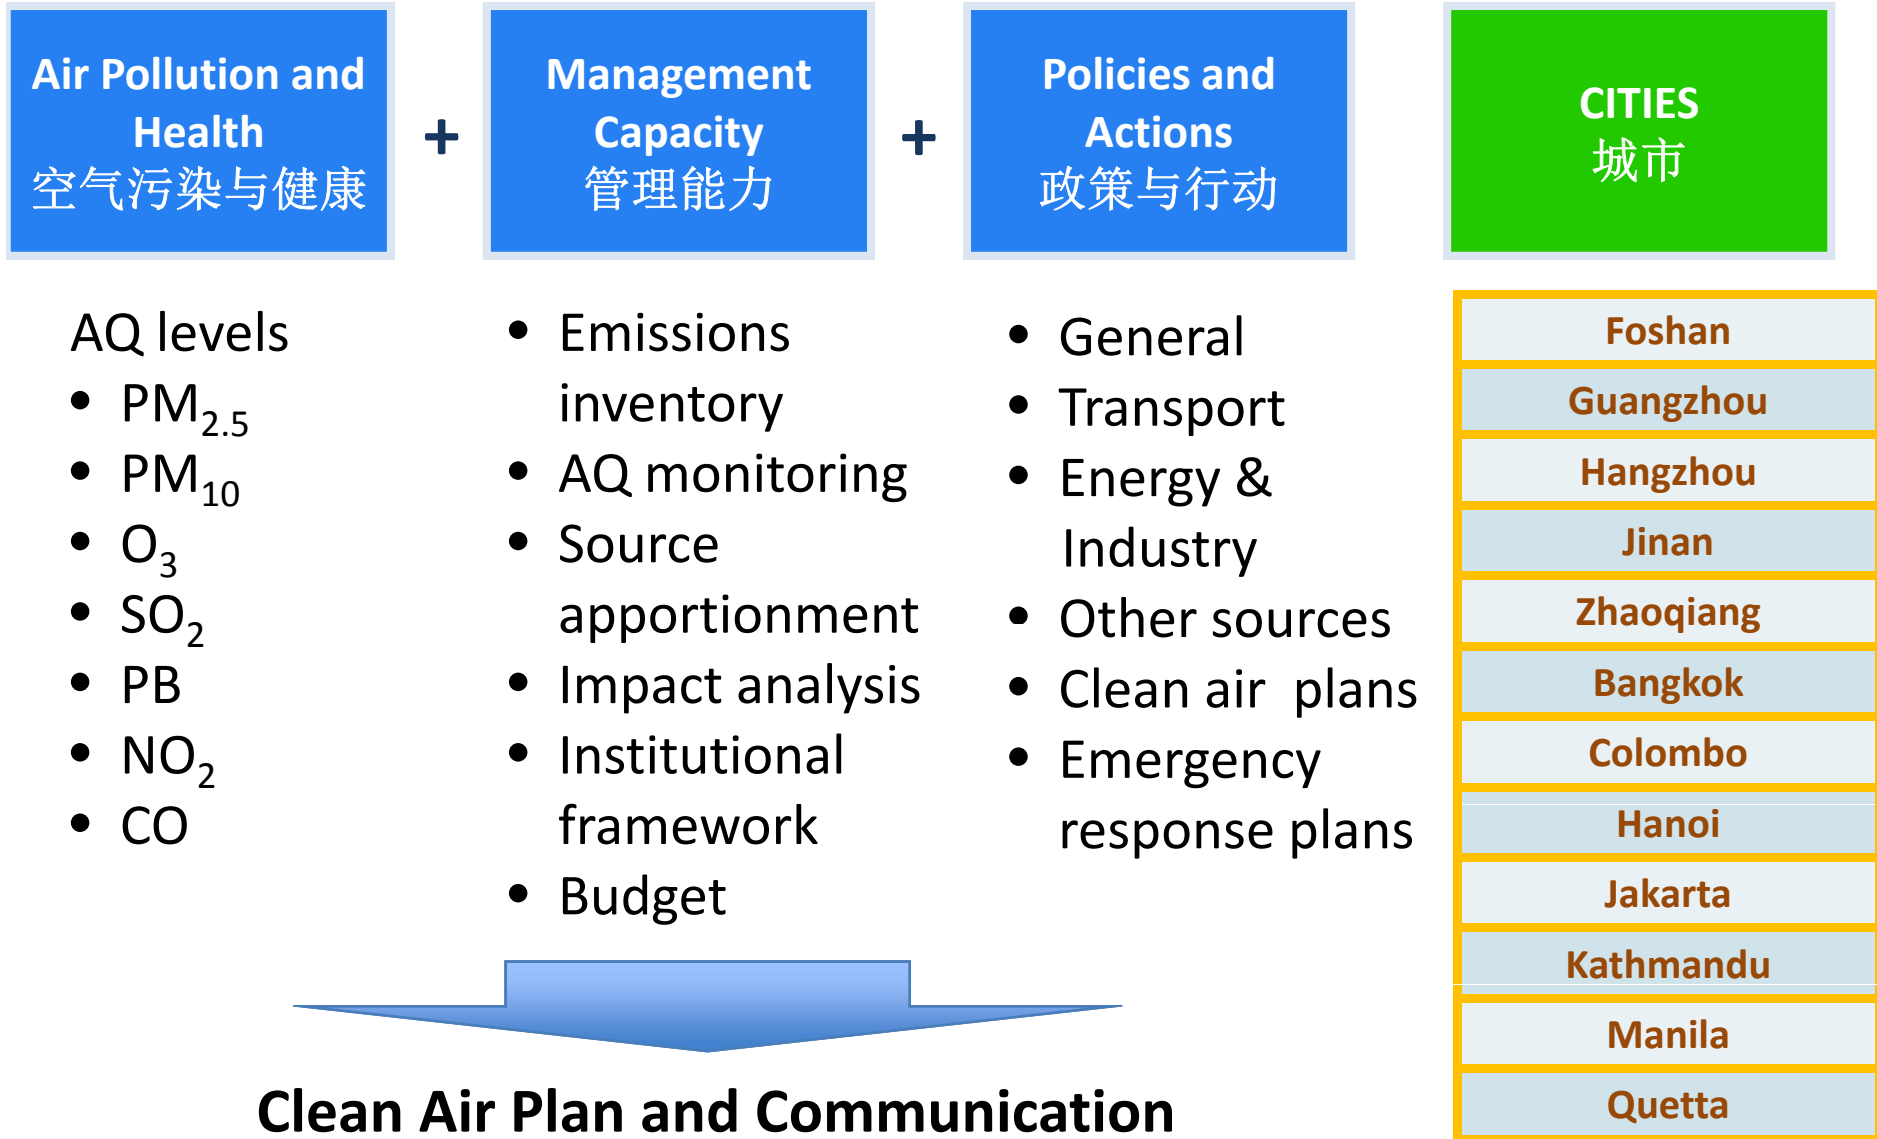 Air Pollution and
Health
空气污染与健康
+
Management
Capacity
管理能力
+
Policies and
Actions
政策与行动
CITIES
城市
AQ levels
• PM2.5
• PM10
• O3
• SO2
• PB
• NO2
• CO
• Emissions
inventory
• AQ monitoring
• Source
apportionment
• Impact analysis
• Institutional
framework
• Budget
• General
• Transport
• Energy &
Industry
• Other sources
• Clean air plans
• Emergency
response plans
Foshan
Guangzhou
Hangzhou
Jinan
Zhaoqiang
Bangkok
Colombo
Hanoi
Jakarta
Kathmandu
Manila
Quetta
Clean Air Plan and Communication